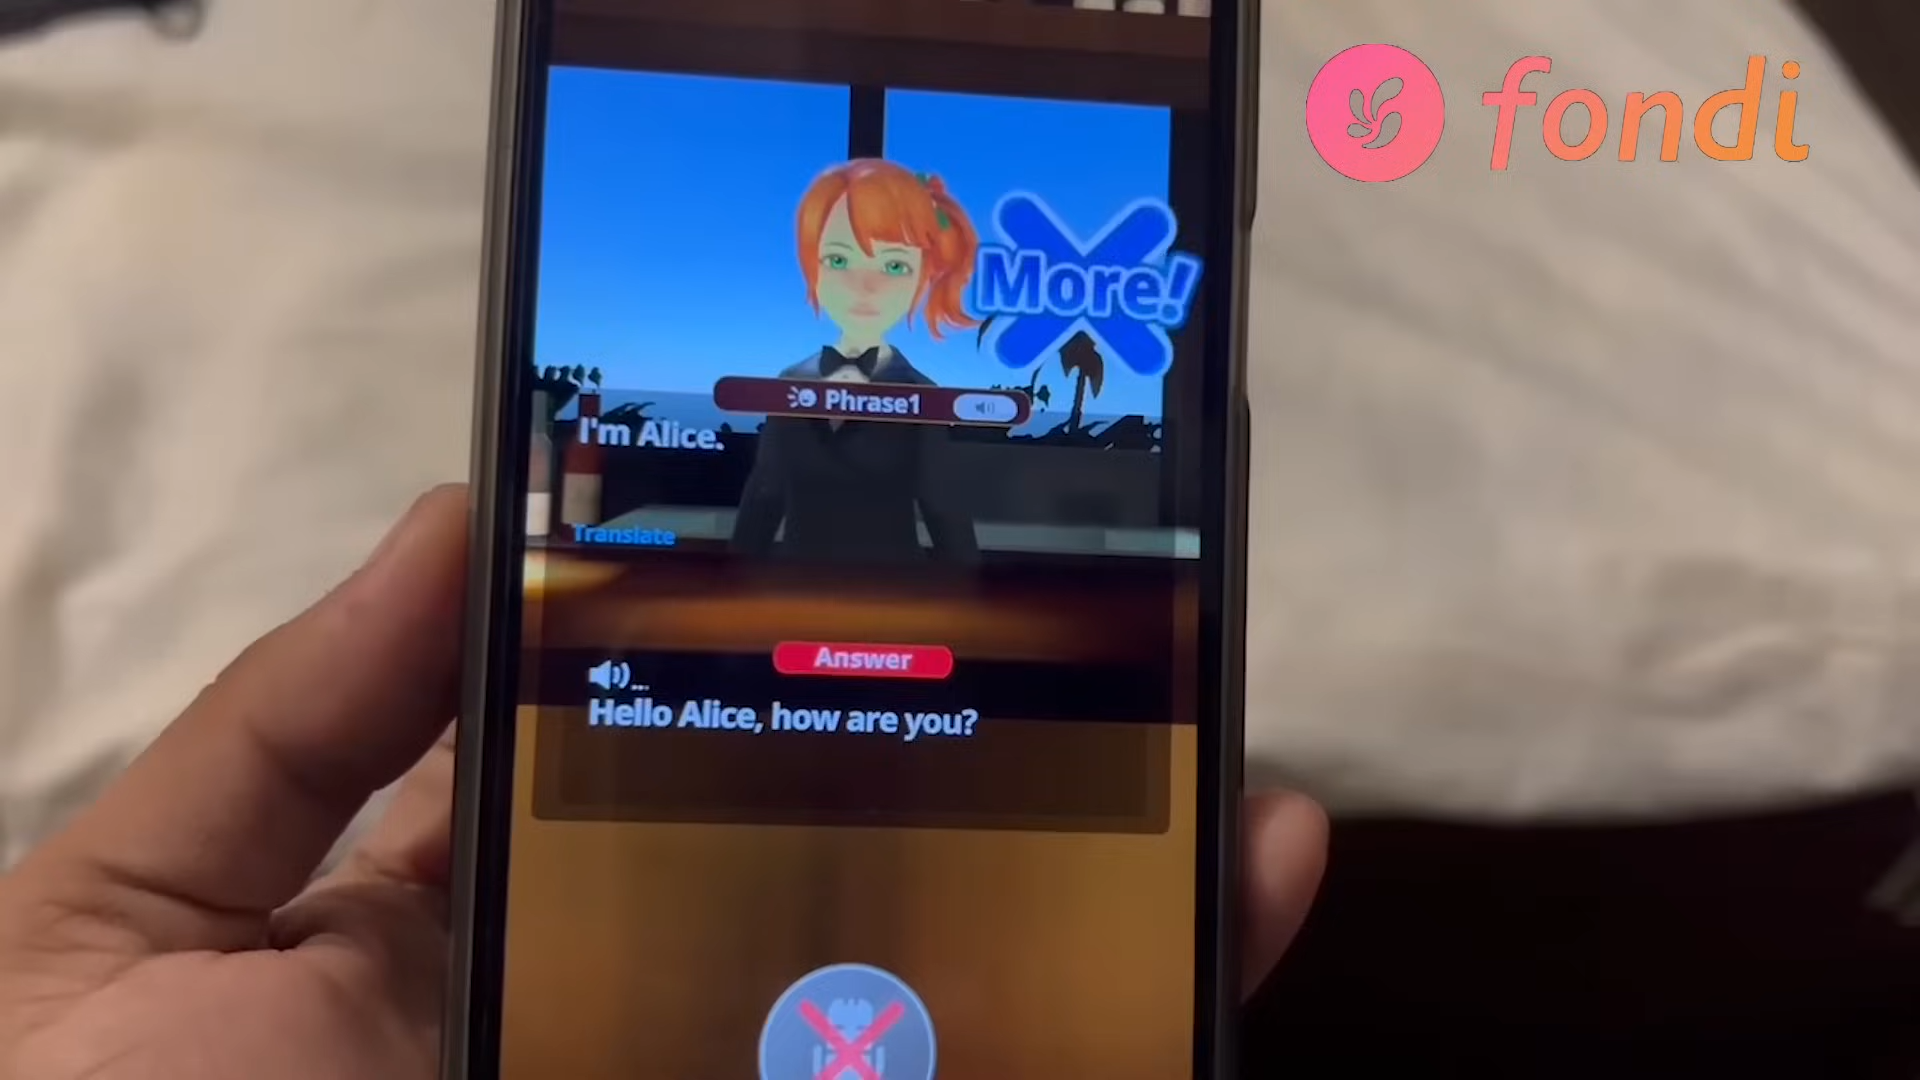 fondi
More!
Phrase1
I'm Alice.
Translate
Answer
Hello Alice, how are you?